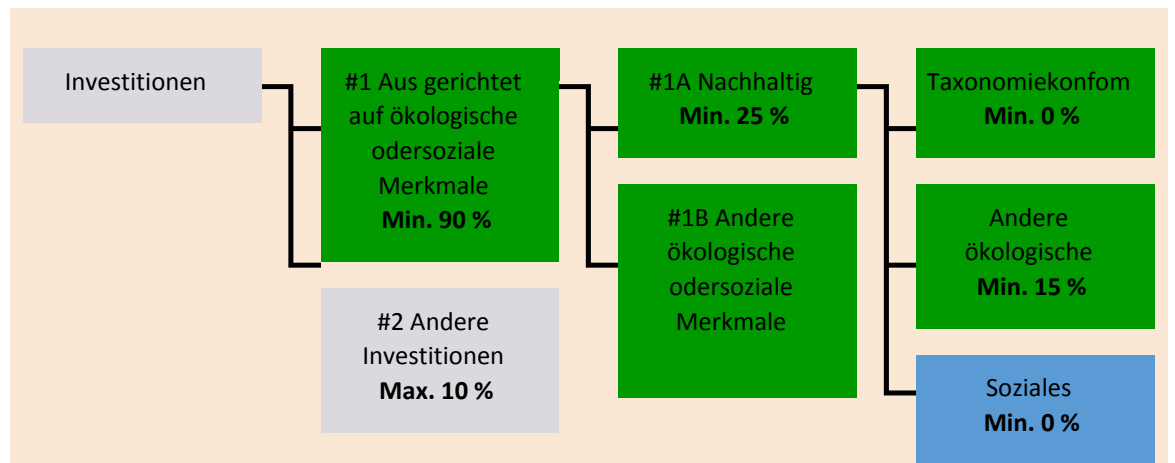 Investitionen
#1 Aus gerichtet
auf ökologische
odersoziale
Merkmale
Min. 90 %
#2 Andere
Investitionen
Max. 10 %
#1A Nachhaltig
Min. 25 %
#1B Andere
ökologische
odersoziale
Merkmale
Taxonomiekonfom
Min. 0 %
Andere
ökologische
Min. 15 %
Soziales
Min. 0 %